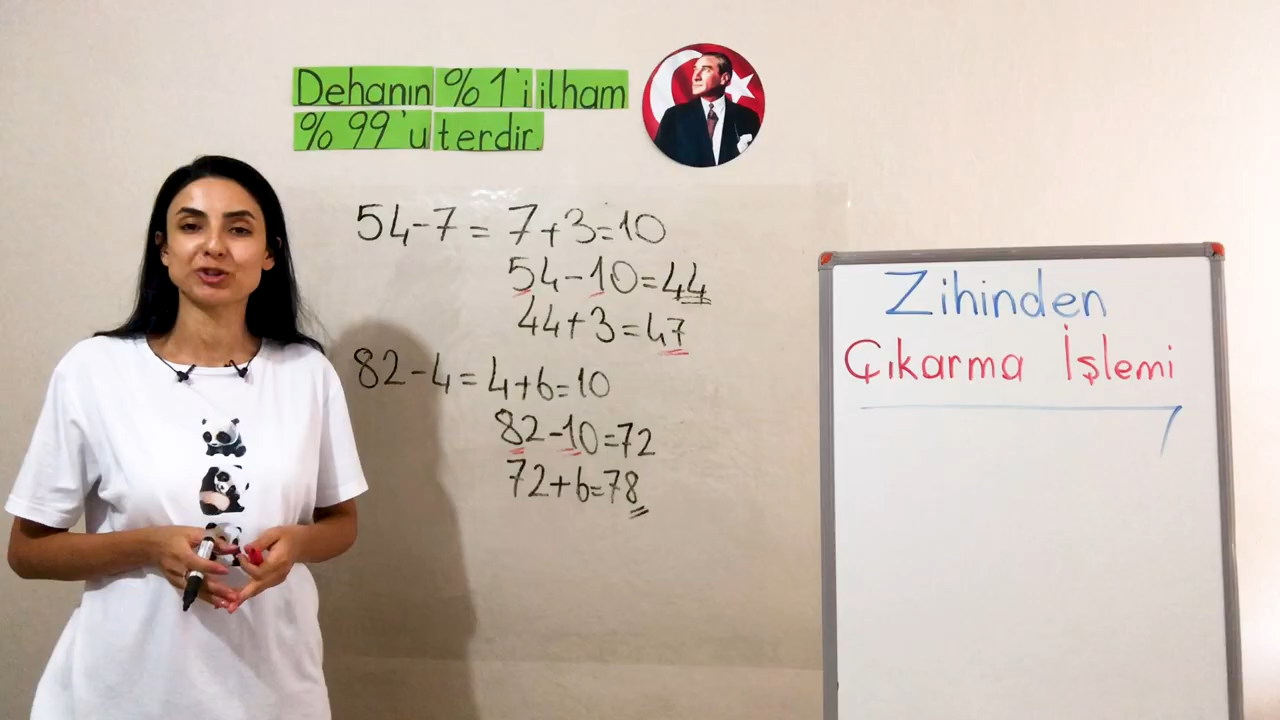 Dehanın %1'i ilham
%99'u terdir.
54-7= 7+3=10
54-10=44
44+3=47
82-4= 4+6=10
82-10=72
72+6=78
Zihinden
Çıkarma İşlemi